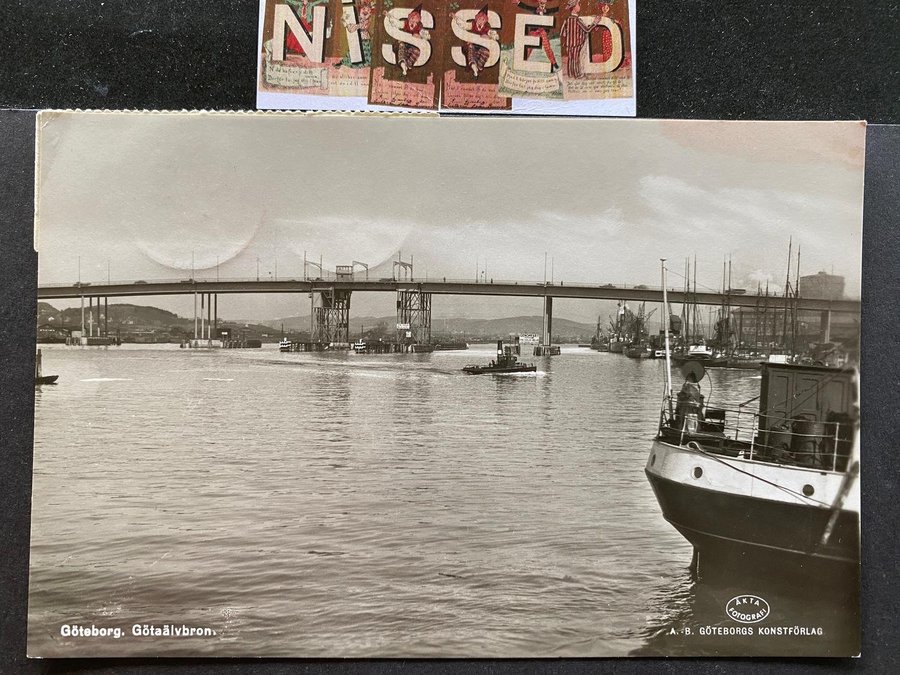 NiSSED
Göteborg. Götaälvbron.
ÄKTA
FOTOGRAFI
A.-B. GÖTEBORGS KONSTFÖRLAG